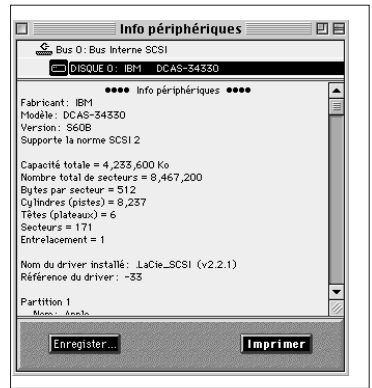 Info périphériques
Bus 0: Bus Interne SCSI
DISQUE 0: IBM DCAS-34330
●●●● Info périphériques ●●●●
Fabricant: IBM
Modèle: DCAS-34330
Version: S60B
Supporte la norme SCSI 2
Capacité totale = 4,233,600 Ko
Nombre total de secteurs = 8,467,200
Bytes par secteur = 512
Cylindres (pistes) = 8,237
Têtes (plateaux) = 6
Secteurs = 171
Entrelacement = 1
Nom du driver installé: .LaCie_SCSI (v2.2.1)
Référence du driver: -33
Partition 1
Nom: Apple
Enregister...
Imprimer